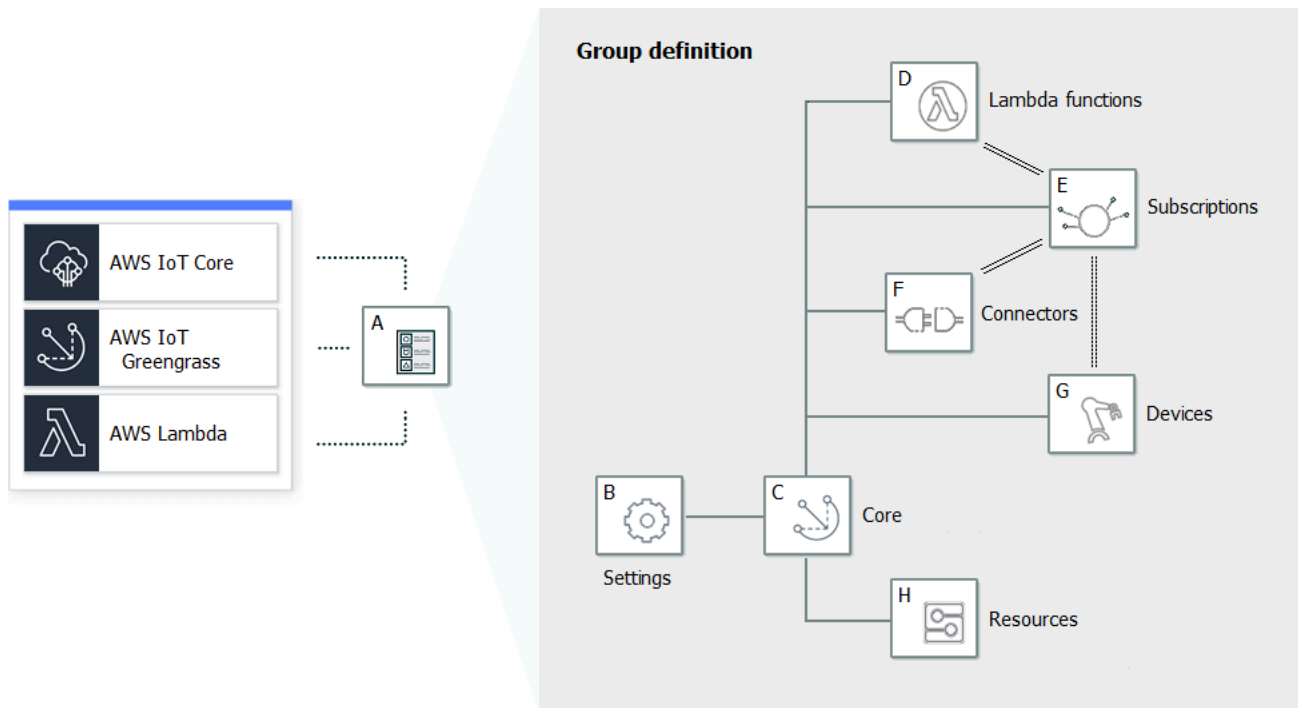 Group definition
AWS IoT Core
AWS IoT
Greengrass
AWS Lambda
A
D
Lambda functions
E
Subscriptions
F
Connectors
G
Devices
B
Settings
C
Core
H
Resources